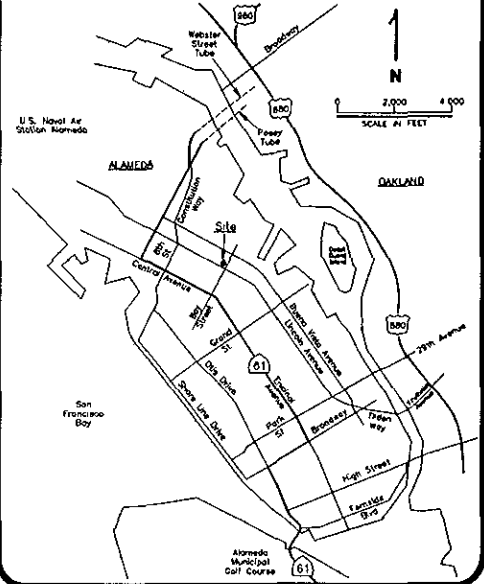 980
Webster
Street
Tube
Broadway
N
0 2,000 4,000
SCALE IN FEET
880
U.S. Naval Air
Station Alameda
Posey
Tube
ALAMEDA
OAKLAND
Constitution
Way
Site
8th St
Central Avenue
Bay
Street
Grand
St
Buena Vista Avenue
Lincoln Avenue
880
29th Avenue
61
Encinal
Avenue
Otis Drive
Shore Line Drive
Park
St
Broadway
Tilden
Way
Fruitvale
Avenue
San
Francisco
Bay
High Street
Fernside
Blvd
Alameda
Municipal
Golf Course
61